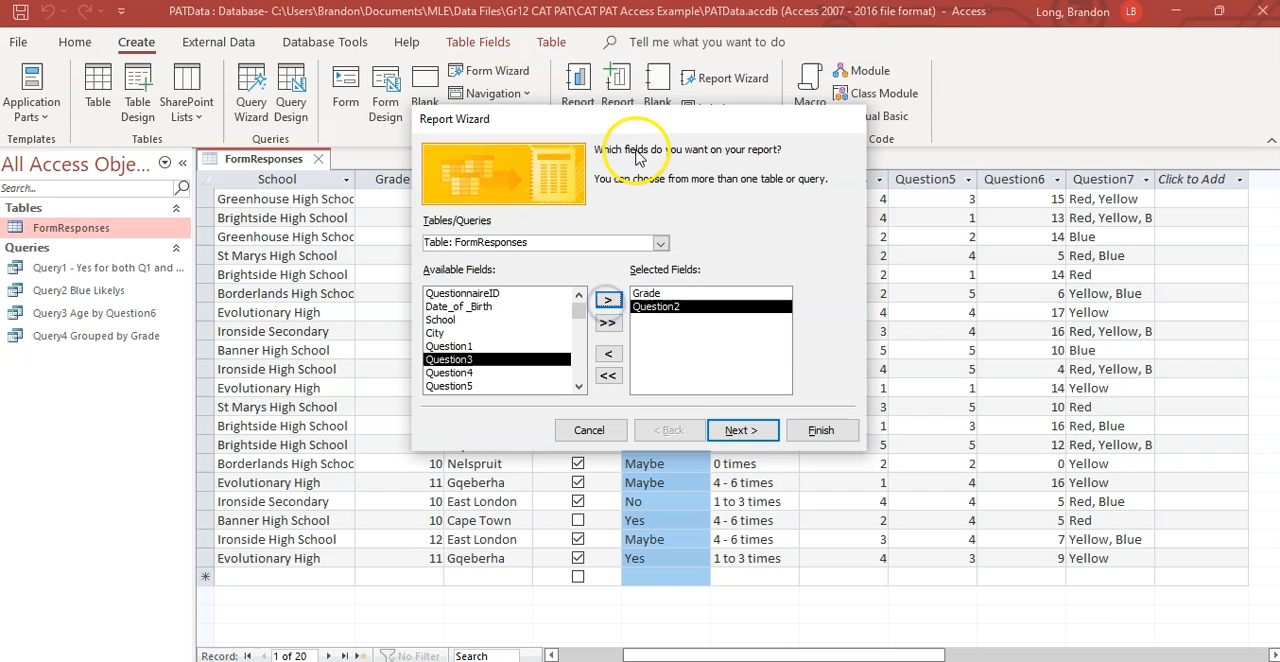 PATData : Database- C:\Users\Brandon\Documents\MLE\Data Files\Gr12 CAT PAT\CAT PAT Access Example\PATData.accdb (Access 2007 - 2016 file format) - Access
Long, Brandon
LB
File Home Create External Data Database Tools Help Table Fields Table Tell me what you want to do
Application Parts
Table
Table Design
SharePoint Lists
Query Wizard
Query Design
Form
Form Design
Blank
Form Wizard
Navigation
Report
Report
Blank
Report Wizard
Macro
Module
Class Module
ual Basic
Templates Tables Queries Code
All Access Obje...
Search...
Tables
FormResponses
Queries
Query1 - Yes for both Q1 and ...
Query2 Blue Likelys
Query3 Age by Question6
Query4 Grouped by Grade
FormResponses
School Grade Question5 Question6 Question7 Click to Add
Greenhouse High Schoo 4 3 15 Red, Yellow
Brightside High School 4 1 13 Red, Yellow, B
Greenhouse High Schoo 2 2 14 Blue
St Marys High School 2 4 5 Red, Blue
Brightside High School 2 1 14 Red
Borderlands High Schoo 2 5 6 Yellow, Blue
Evolutionary High 4 4 17 Yellow
Ironside Secondary 3 4 16 Red, Yellow, B
Banner High School 5 5 10 Blue
Ironside High School 4 5 4 Red, Yellow, B
Evolutionary High 1 1 14 Yellow
St Marys High School 3 5 10 Red
Brightside High School 1 3 16 Red, Blue
Brightside High School 5 5 12 Red, Yellow, B
Borderlands High Schoo 10 Nelspruit Maybe 0 times 2 2 0 Yellow
Evolutionary High 11 Gqeberha Maybe 4 - 6 times 1 4 16 Yellow
Ironside Secondary 10 East London No 1 to 3 times 4 4 5 Red, Blue
Banner High School 10 Cape Town Yes 4 - 6 times 2 4 5 Red
Ironside High School 12 East London Maybe 4 - 6 times 3 4 7 Yellow, Blue
Evolutionary High 11 Gqeberha Yes 1 to 3 times 4 3 9 Yellow
Report Wizard
Which fields do you want on your report?
You can choose from more than one table or query.
Tables/Queries
Table: FormResponses
Available Fields: Selected Fields:
QuestionnaireID
Date_of_Birth
School
City
Question1
Question3
Question4
Question5
>
>>
<
<<
Grade
Question2
Cancel < Back Next > Finish
Record: 1 of 20 No Filter Search